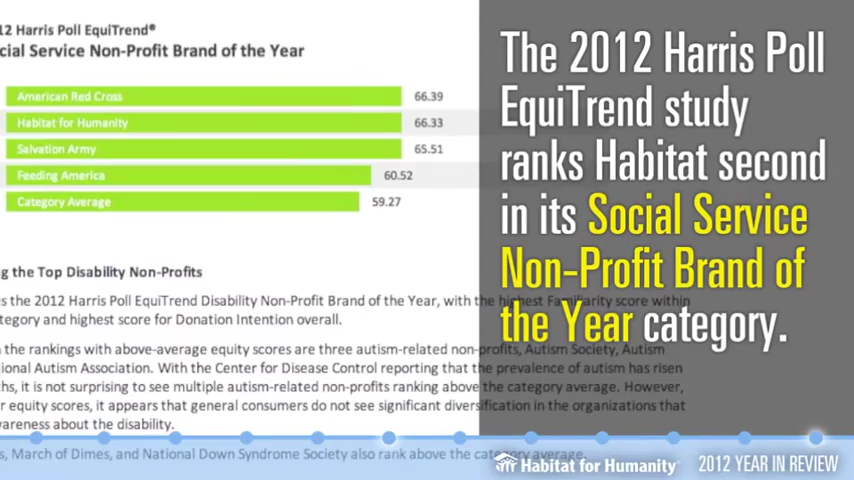 12 Harris Poll EquiTrend®
cial Service Non-Profit Brand of the Year
American Red Cross 66.39
Habitat for Humanity 66.33
Salvation Army 65.51
Feeding America 60.52
Category Average 59.27
g the Top Disability Non-Profits
s the 2012 Harris Poll EquiTrend Disability Non-Profit Brand of the Year, with the highest Familiarity score within
tegory and highest score for Donation Intention overall.
n the rankings with above-average equity scores are three autism-related non-profits, Autism Society, Autism
ional Autism Association. With the Center for Disease Control reporting that the prevalence of autism has risen
ths, it is not surprising to see multiple autism-related non-profits ranking above the category average. However,
r equity scores, it appears that general consumers do not see significant diversification in the organizations that
wareness about the disability.
s, March of Dimes, and National Down Syndrome Society also rank above the category average.
The 2012 Harris Poll
EquiTrend study
ranks Habitat second
in its Social Service
Non-Profit Brand of
the Year category.
Habitat for Humanity® 2012 YEAR IN REVIEW